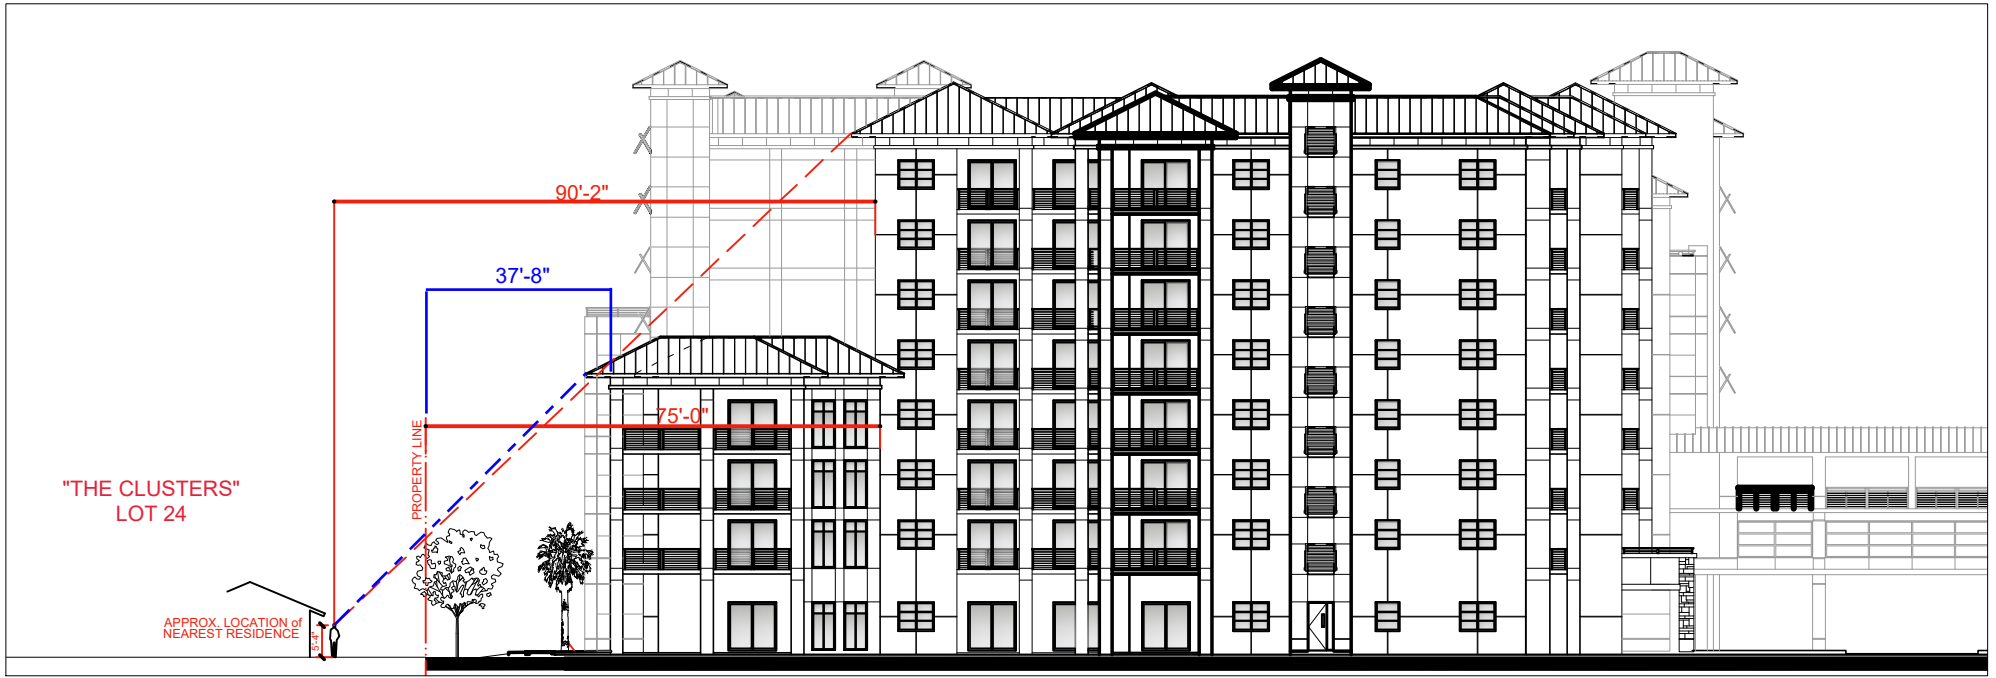 90'-2"
37'-8"
75'-0"
PROPERTY LINE
"THE CLUSTERS"
LOT 24
APPROX. LOCATION of
NEAREST RESIDENCE
5'-4"